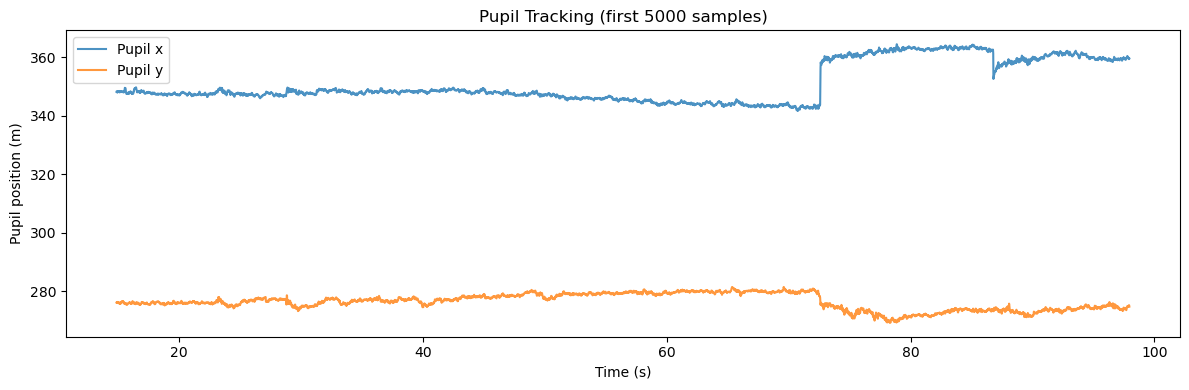 Pupil Tracking (first 5000 samples)
Pupil x
Pupil y
Pupil position (m)
360
340
320
300
280
20
40
60
80
100
Time (s)